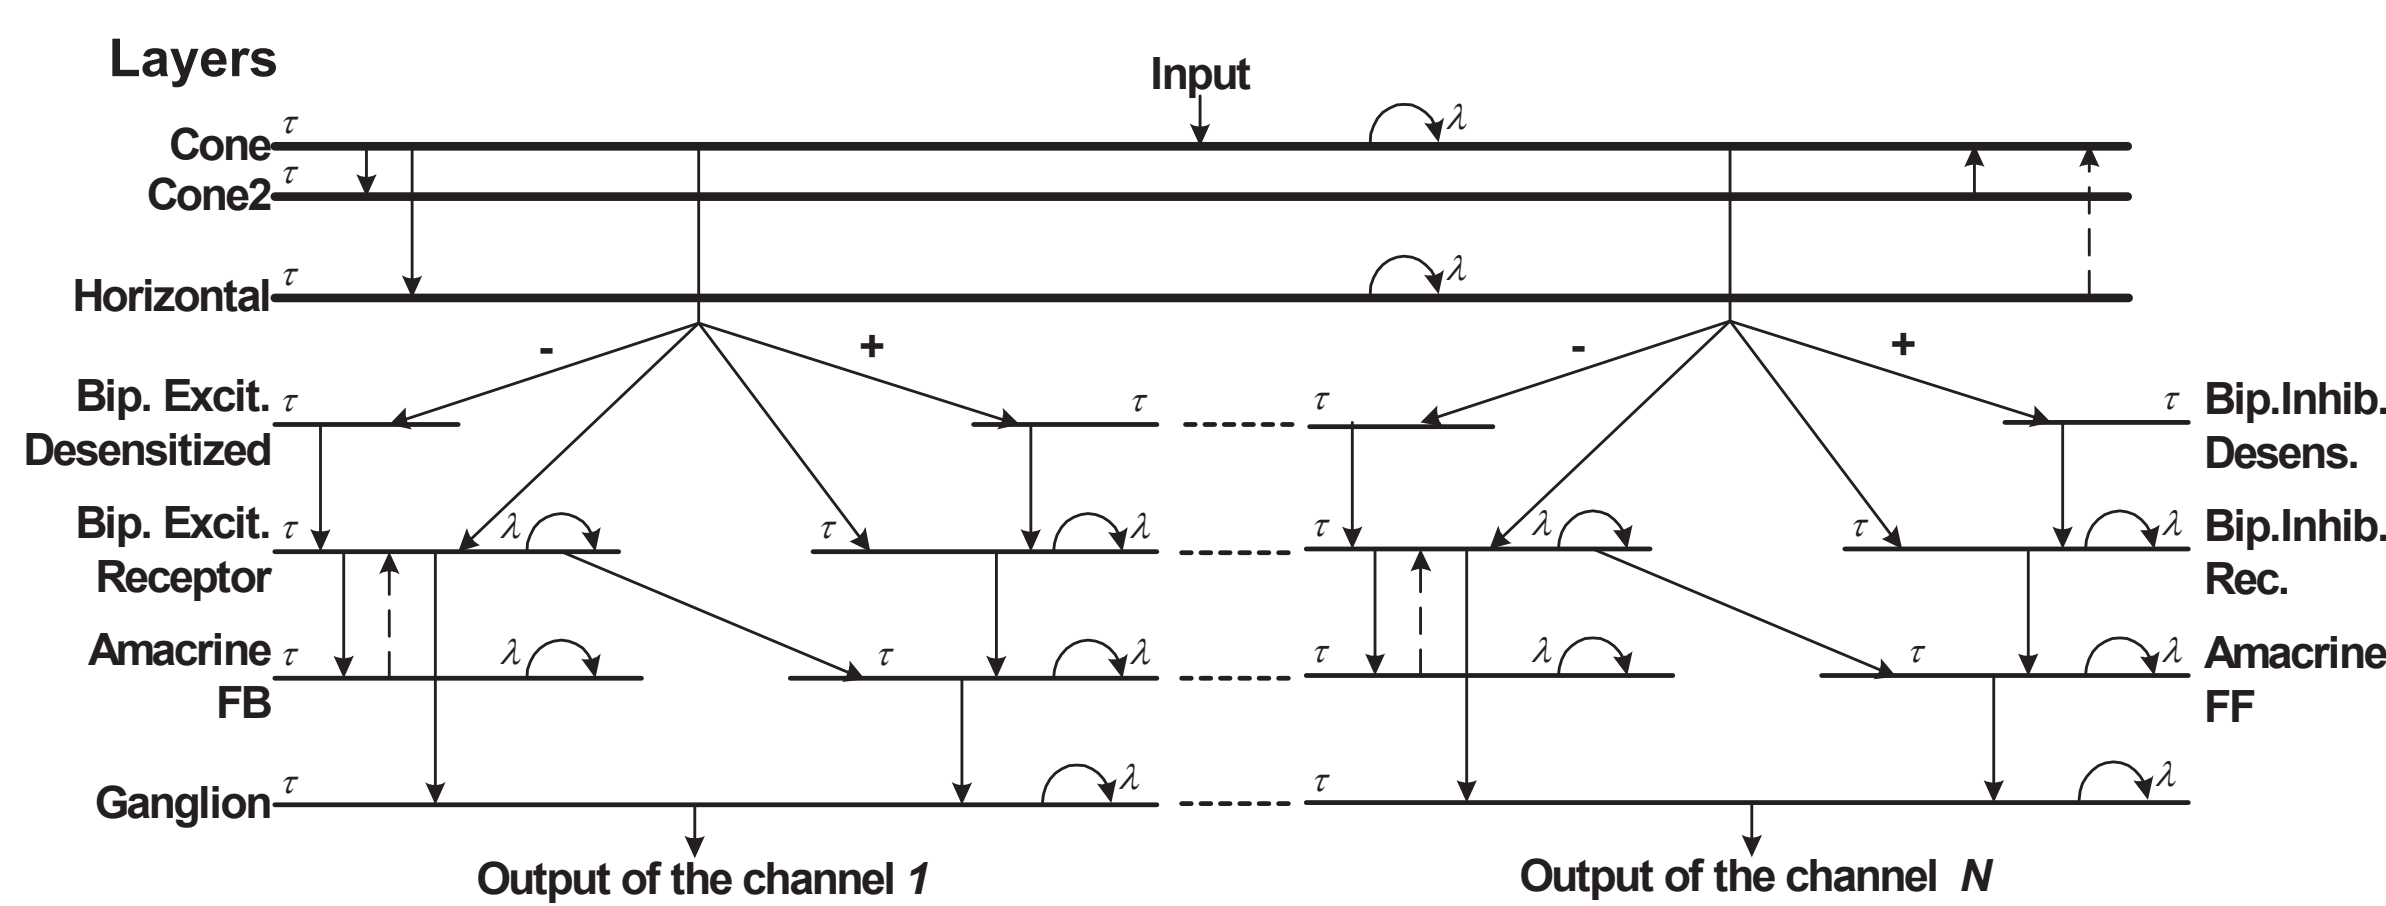 Layers
Input
Cone τ λ
Cone2 τ
Horizontal τ λ
- + - +
Bip. Excit. τ τ τ τ Bip.Inhib.
Desensitized Desens.
Bip. Excit. τ λ τ λ τ λ τ λ Bip.Inhib.
Receptor Rec.
Amacrine τ λ τ λ τ λ τ λ Amacrine
FB FF
Ganglion τ λ τ λ
Output of the channel 1 Output of the channel N